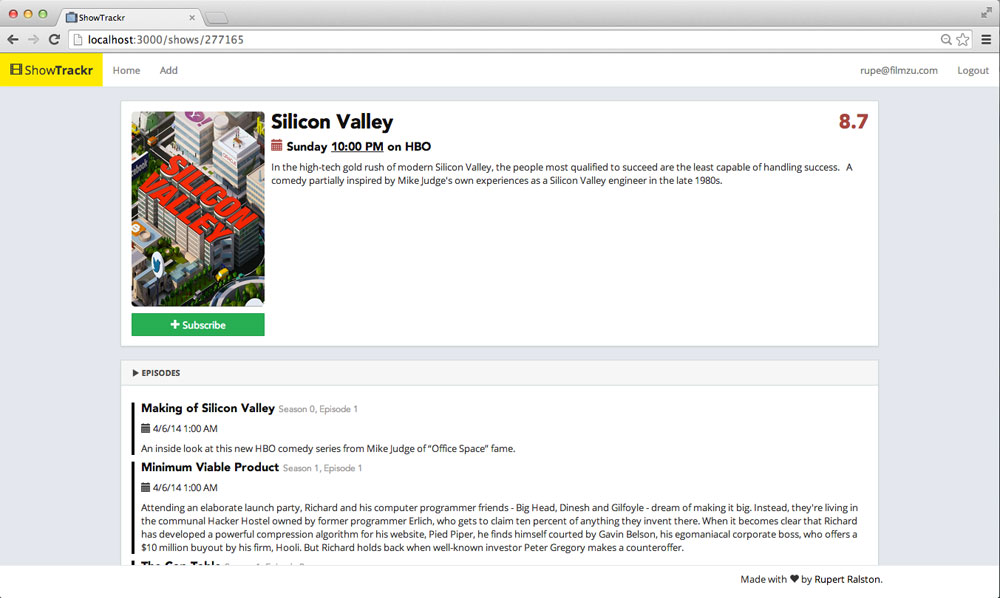 ShowTrackr
localhost:3000/shows/277165
ShowTrackr Home Add rupe@filmzu.com Logout
SILICON
VALLEY
Silicon Valley 8.7
Sunday 10:00 PM on HBO
In the high-tech gold rush of modern Silicon Valley, the people most qualified to succeed are the least capable of handling success. A
comedy partially inspired by Mike Judge's own experiences as a Silicon Valley engineer in the late 1980s.
Subscribe
EPISODES
Making of Silicon Valley Season 0, Episode 1
4/6/14 1:00 AM
An inside look at this new HBO comedy series from Mike Judge of “Office Space” fame.
Minimum Viable Product Season 1, Episode 1
4/6/14 1:00 AM
Attending an elaborate launch party, Richard and his computer programmer friends - Big Head, Dinesh and Gilfoyle - dream of making it big. Instead, they're living in
the communal Hacker Hostel owned by former programmer Erlich, who gets to claim ten percent of anything they invent there. When it becomes clear that Richard
has developed a powerful compression algorithm for his website, Pied Piper, he finds himself courted by Gavin Belson, his egomaniacal corporate boss, who offers a
$10 million buyout by his firm, Hooli. But Richard holds back when well-known investor Peter Gregory makes a counteroffer.
Made with ♥ by Rupert Ralston.